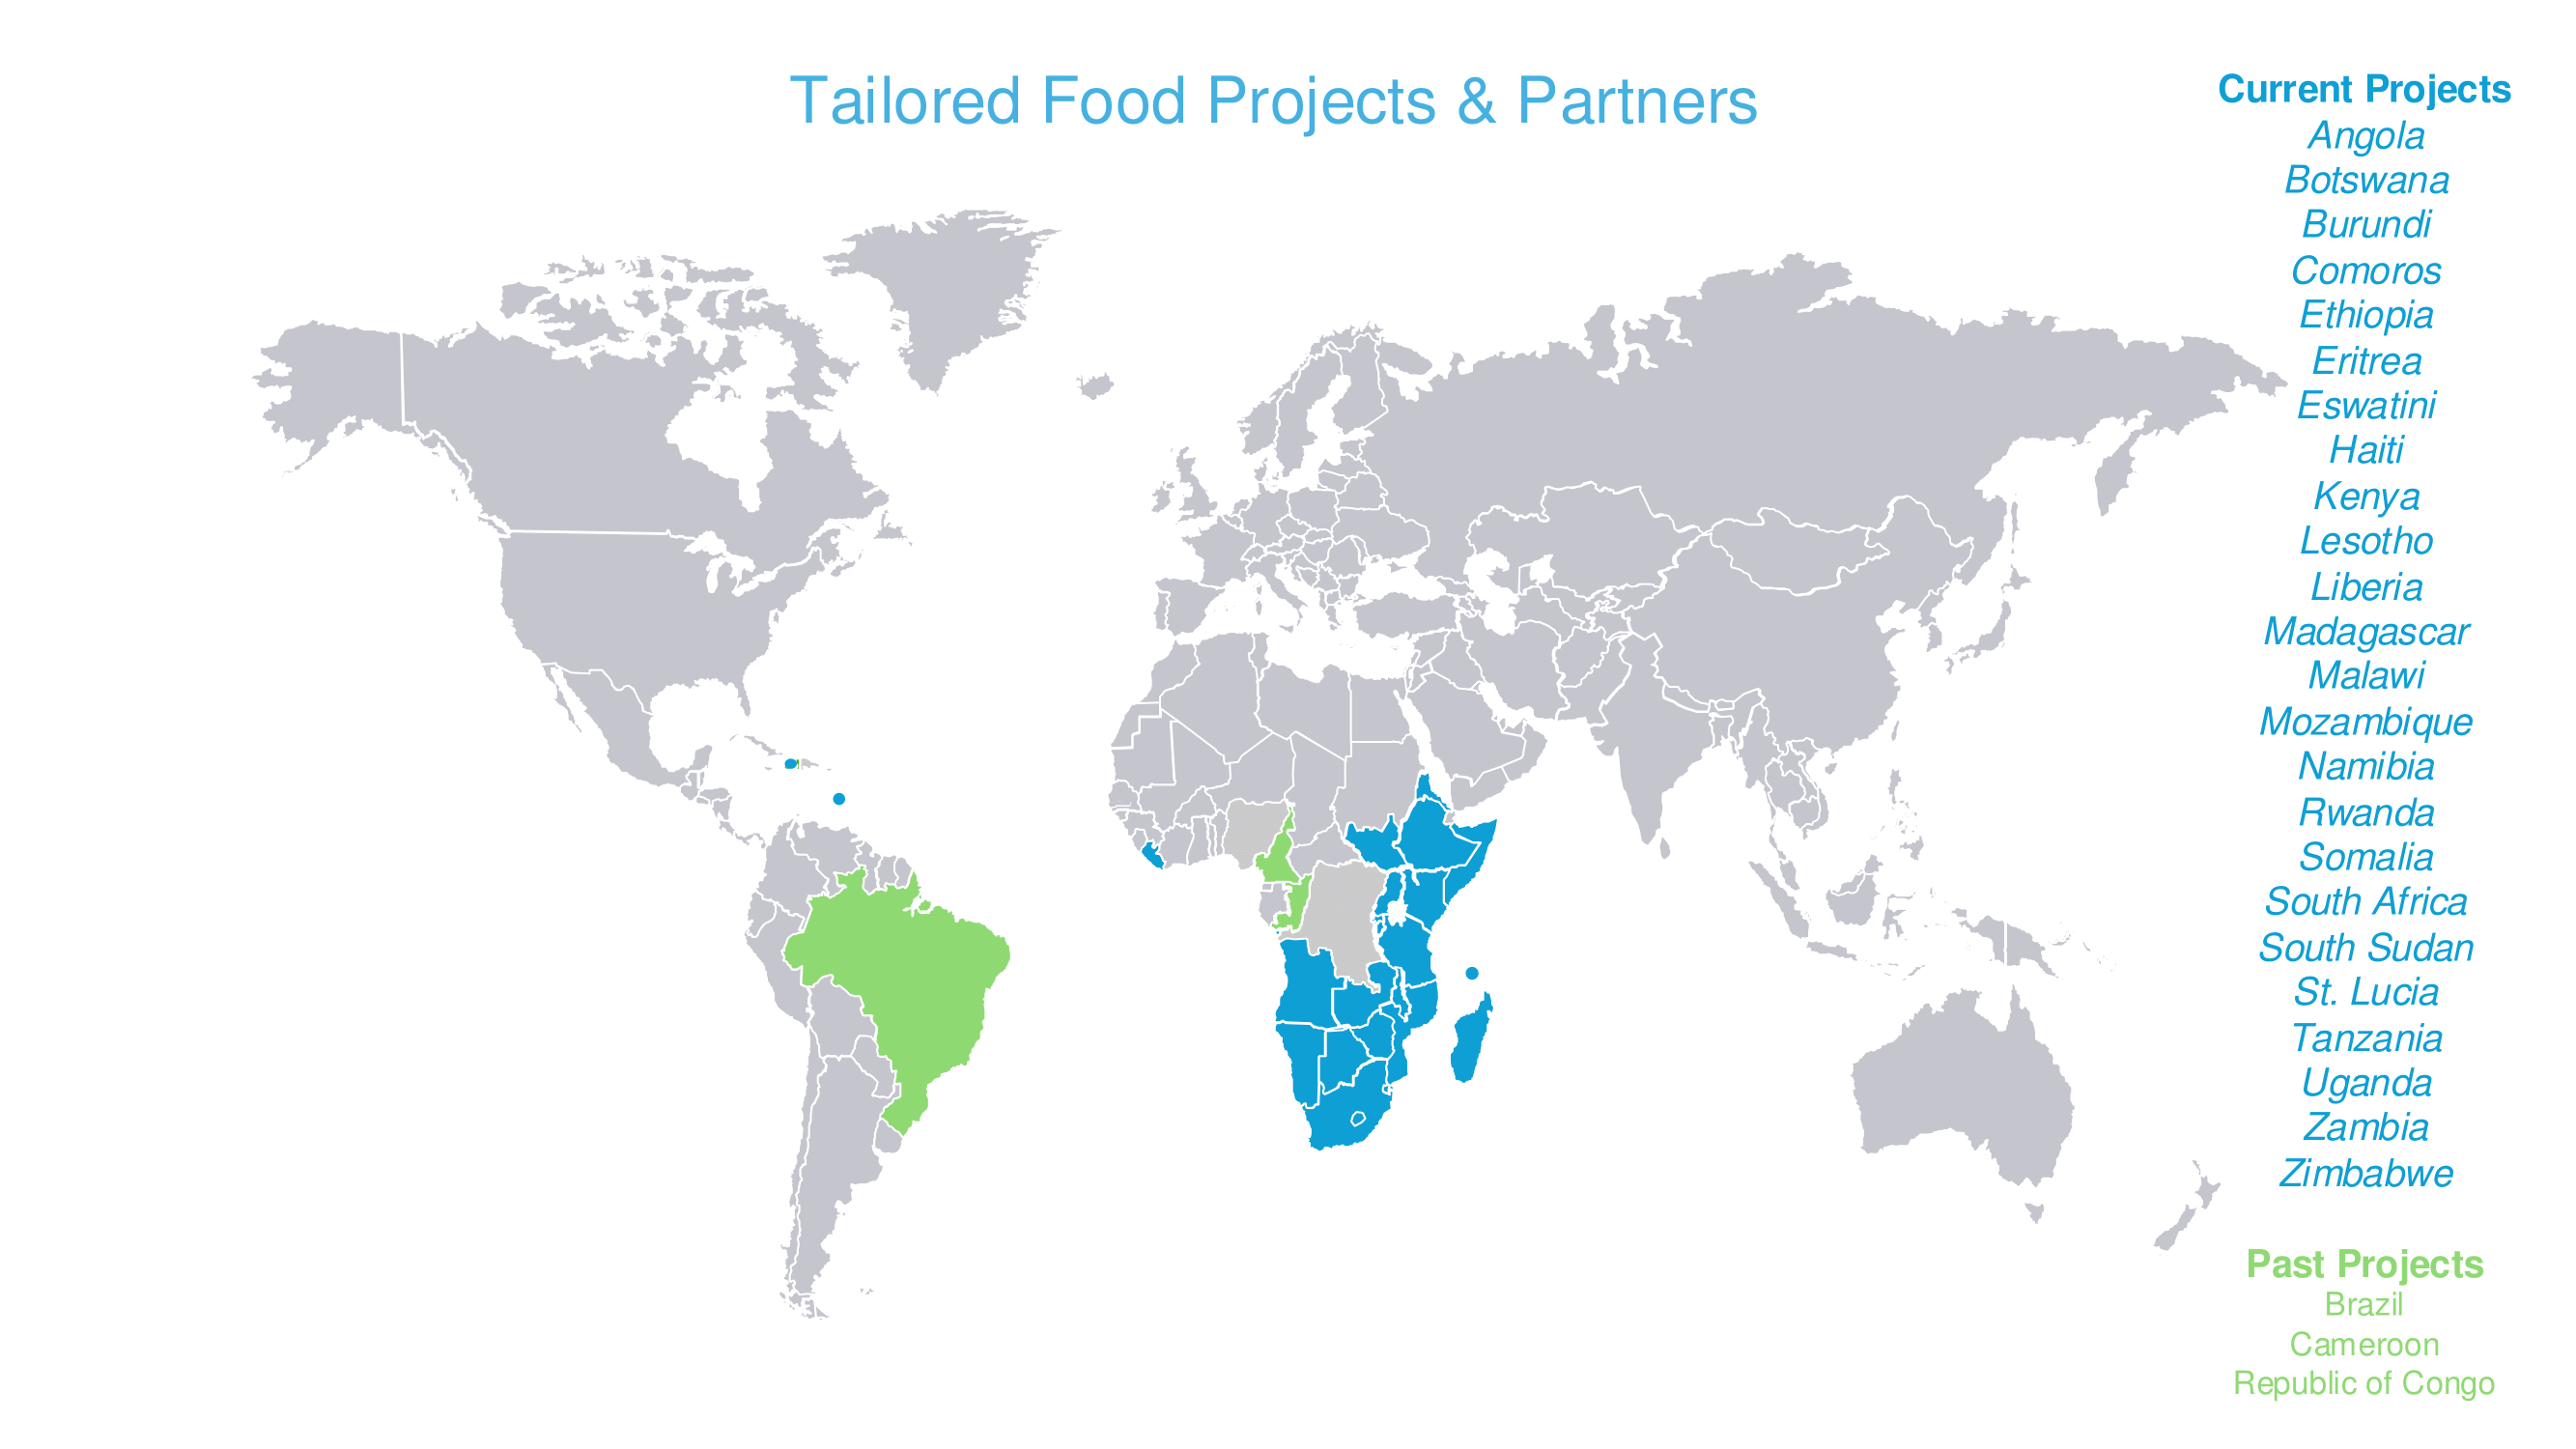 Tailored Food Projects & Partners
Current Projects
Angola
Botswana
Burundi
Comoros
Ethiopia
Eritrea
Eswatini
Haiti
Kenya
Lesotho
Liberia
Madagascar
Malawi
Mozambique
Namibia
Rwanda
Somalia
South Africa
South Sudan
St. Lucia
Tanzania
Uganda
Zambia
Zimbabwe
Past Projects
Brazil
Cameroon
Republic of Congo